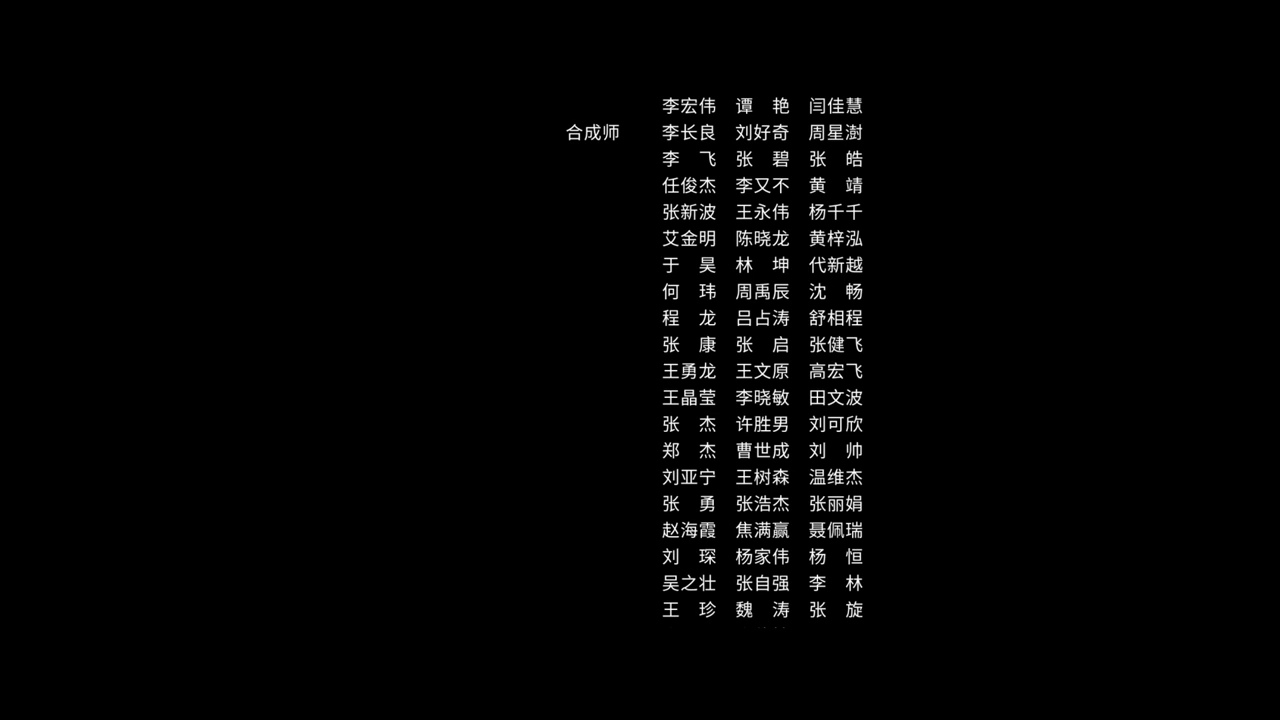 李宏伟 谭 艳 闫佳慧
合成师 李长良 刘好奇 周星澍
李 飞 张 碧 张 皓
任俊杰 李又不 黄 靖
张新波 王永伟 杨千千
艾金明 陈晓龙 黄梓泓
于 昊 林 坤 代新越
何 玮 周禹辰 沈 畅
程 龙 吕占涛 舒相程
张 康 张 启 张健飞
王勇龙 王文原 高宏飞
王晶莹 李晓敏 田文波
张 杰 许胜男 刘可欣
郑 杰 曹世成 刘 帅
刘亚宁 王树森 温维杰
张 勇 张浩杰 张丽娟
赵海霞 焦满赢 聂佩瑞
刘 琛 杨家伟 杨 恒
吴之壮 张自强 李 林
王 珍 魏 涛 张 旋